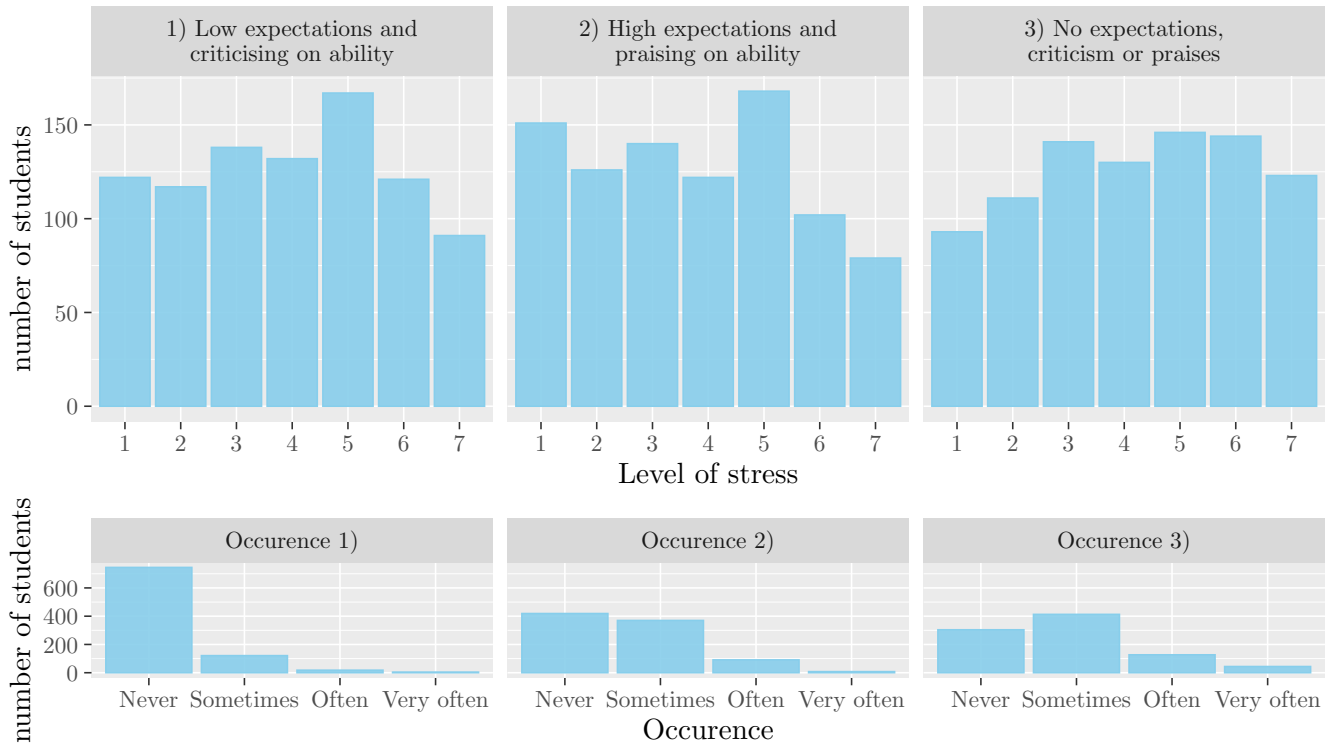 1) Low expectations and
criticising on ability
2) High expectations and
praising on ability
3) No expectations,
criticism or praises
number of students
150
100
50
0
1 2 3 4 5 6 7
1 2 3 4 5 6 7
1 2 3 4 5 6 7
Level of stress
Occurence 1)
Occurence 2)
Occurence 3)
number of students
600
400
200
0
Never Sometimes Often Very often
Never Sometimes Often Very often
Never Sometimes Often Very often
Occurence